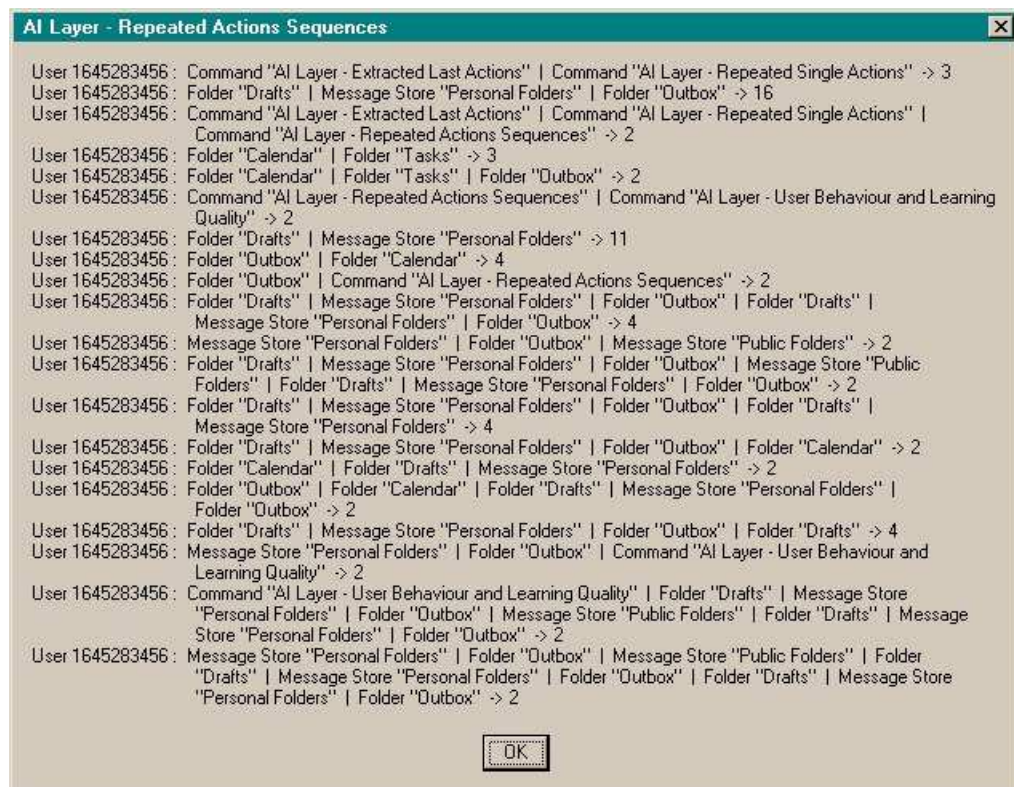 AI Layer - Repeated Actions Sequences
User 1645283456 : Command "AI Layer - Extracted Last Actions" | Command "AI Layer - Repeated Single Actions" -> 3
User 1645283456 : Folder "Drafts" | Message Store "Personal Folders" | Folder "Outbox" -> 16
User 1645283456 : Command "AI Layer - Extracted Last Actions" | Command "AI Layer - Repeated Single Actions" |
Command "AI Layer - Repeated Actions Sequences" -> 2
User 1645283456 : Folder "Calendar" | Folder "Tasks" -> 3
User 1645283456 : Folder "Calendar" | Folder "Tasks" | Folder "Outbox" -> 2
User 1645283456 : Command "AI Layer - Repeated Actions Sequences" | Command "AI Layer - User Behaviour and Learning
Quality" -> 2
User 1645283456 : Folder "Drafts" | Message Store "Personal Folders" -> 11
User 1645283456 : Folder "Outbox" | Folder "Calendar" -> 4
User 1645283456 : Folder "Outbox" | Command "AI Layer - Repeated Actions Sequences" -> 2
User 1645283456 : Folder "Drafts" | Message Store "Personal Folders" | Folder "Outbox" | Folder "Drafts" |
Message Store "Personal Folders" | Folder "Outbox" -> 4
User 1645283456 : Message Store "Personal Folders" | Folder "Outbox" | Message Store "Public Folders" -> 2
User 1645283456 : Folder "Drafts" | Message Store "Personal Folders" | Folder "Outbox" | Message Store "Public
Folders" | Folder "Drafts" | Message Store "Personal Folders" | Folder "Outbox" -> 2
User 1645283456 : Folder "Drafts" | Message Store "Personal Folders" | Folder "Outbox" | Folder "Drafts" |
Message Store "Personal Folders" -> 4
User 1645283456 : Folder "Drafts" | Message Store "Personal Folders" | Folder "Outbox" | Folder "Calendar" -> 2
User 1645283456 : Folder "Calendar" | Folder "Drafts" | Message Store "Personal Folders" -> 2
User 1645283456 : Folder "Outbox" | Folder "Calendar" | Folder "Drafts" | Message Store "Personal Folders" |
Folder "Outbox" -> 2
User 1645283456 : Folder "Drafts" | Message Store "Personal Folders" | Folder "Outbox" | Folder "Drafts" -> 4
User 1645283456 : Message Store "Personal Folders" | Folder "Outbox" | Command "AI Layer - User Behaviour and
Learning Quality" -> 2
User 1645283456 : Command "AI Layer - User Behaviour and Learning Quality" | Folder "Drafts" | Message Store
"Personal Folders" | Folder "Outbox" | Message Store "Public Folders" | Folder "Drafts" | Message
Store "Personal Folders" | Folder "Outbox" -> 2
User 1645283456 : Message Store "Personal Folders" | Folder "Outbox" | Message Store "Public Folders" | Folder
"Drafts" | Message Store "Personal Folders" | Folder "Outbox" | Folder "Drafts" | Message Store
"Personal Folders" | Folder "Outbox" -> 2
OK